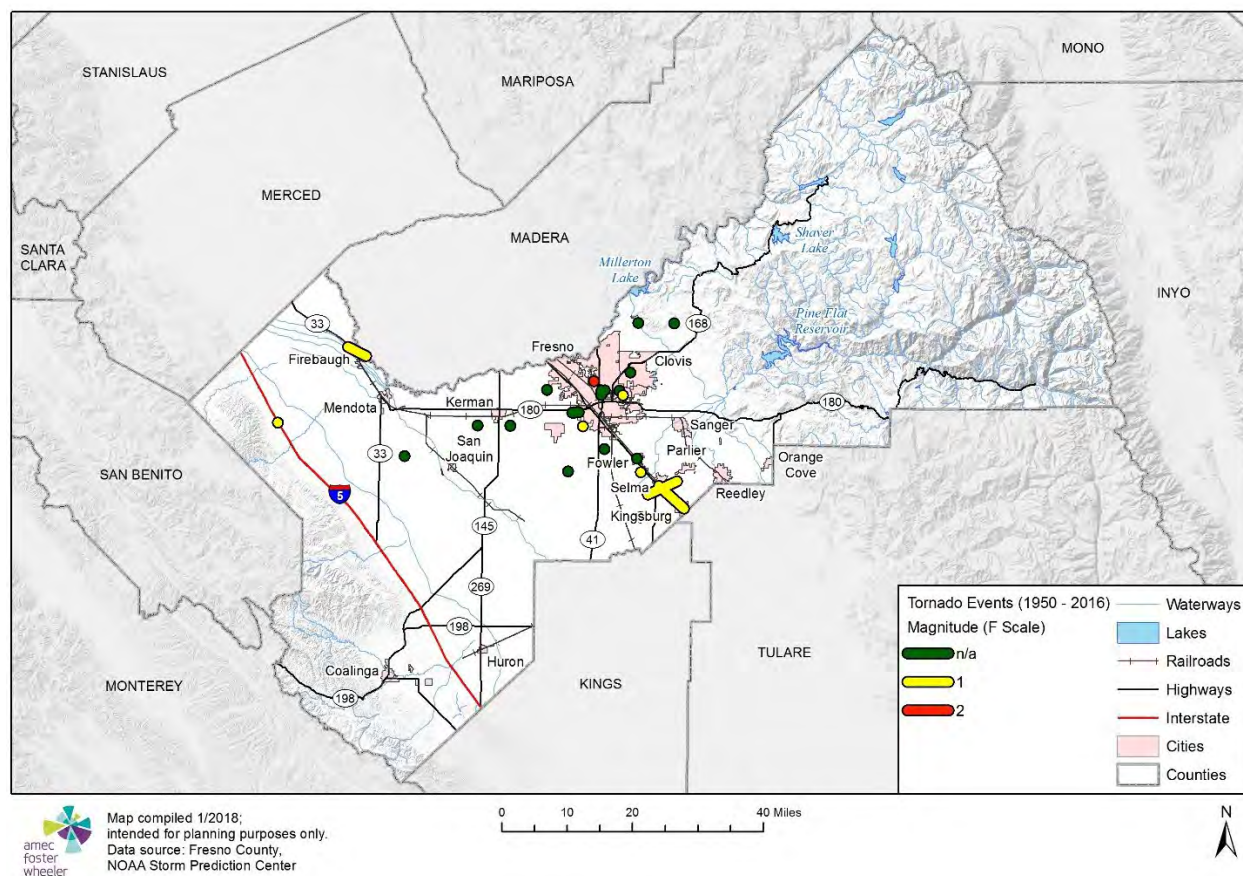 MONO
STANISLAUS
MARIPOSA
MERCED
SANTA
CLARA
MADERA
Shaver
Lake
Millerton
Lake
INYO
33
168
Pine Flat
Reservoir
Fresno
Firebaugh
Clovis
Mendota
Kerman
180
180
Sanger
San
Joaquin
Parlier
Orange
Cove
33
Fowler
SAN BENITO
Selma
Reedley
5
Kingsburg
145
41
269
198
Huron
Coalinga
198
MONTEREY
KINGS
TULARE
Tornado Events (1950 - 2016)
Magnitude (F Scale)
n/a
1
2
Waterways
Lakes
Railroads
Highways
Interstate
Cities
Counties
amec
foster
wheeler
Map compiled 1/2018;
intended for planning purposes only.
Data source: Fresno County,
NOAA Storm Prediction Center
0 10 20 40 Miles
N